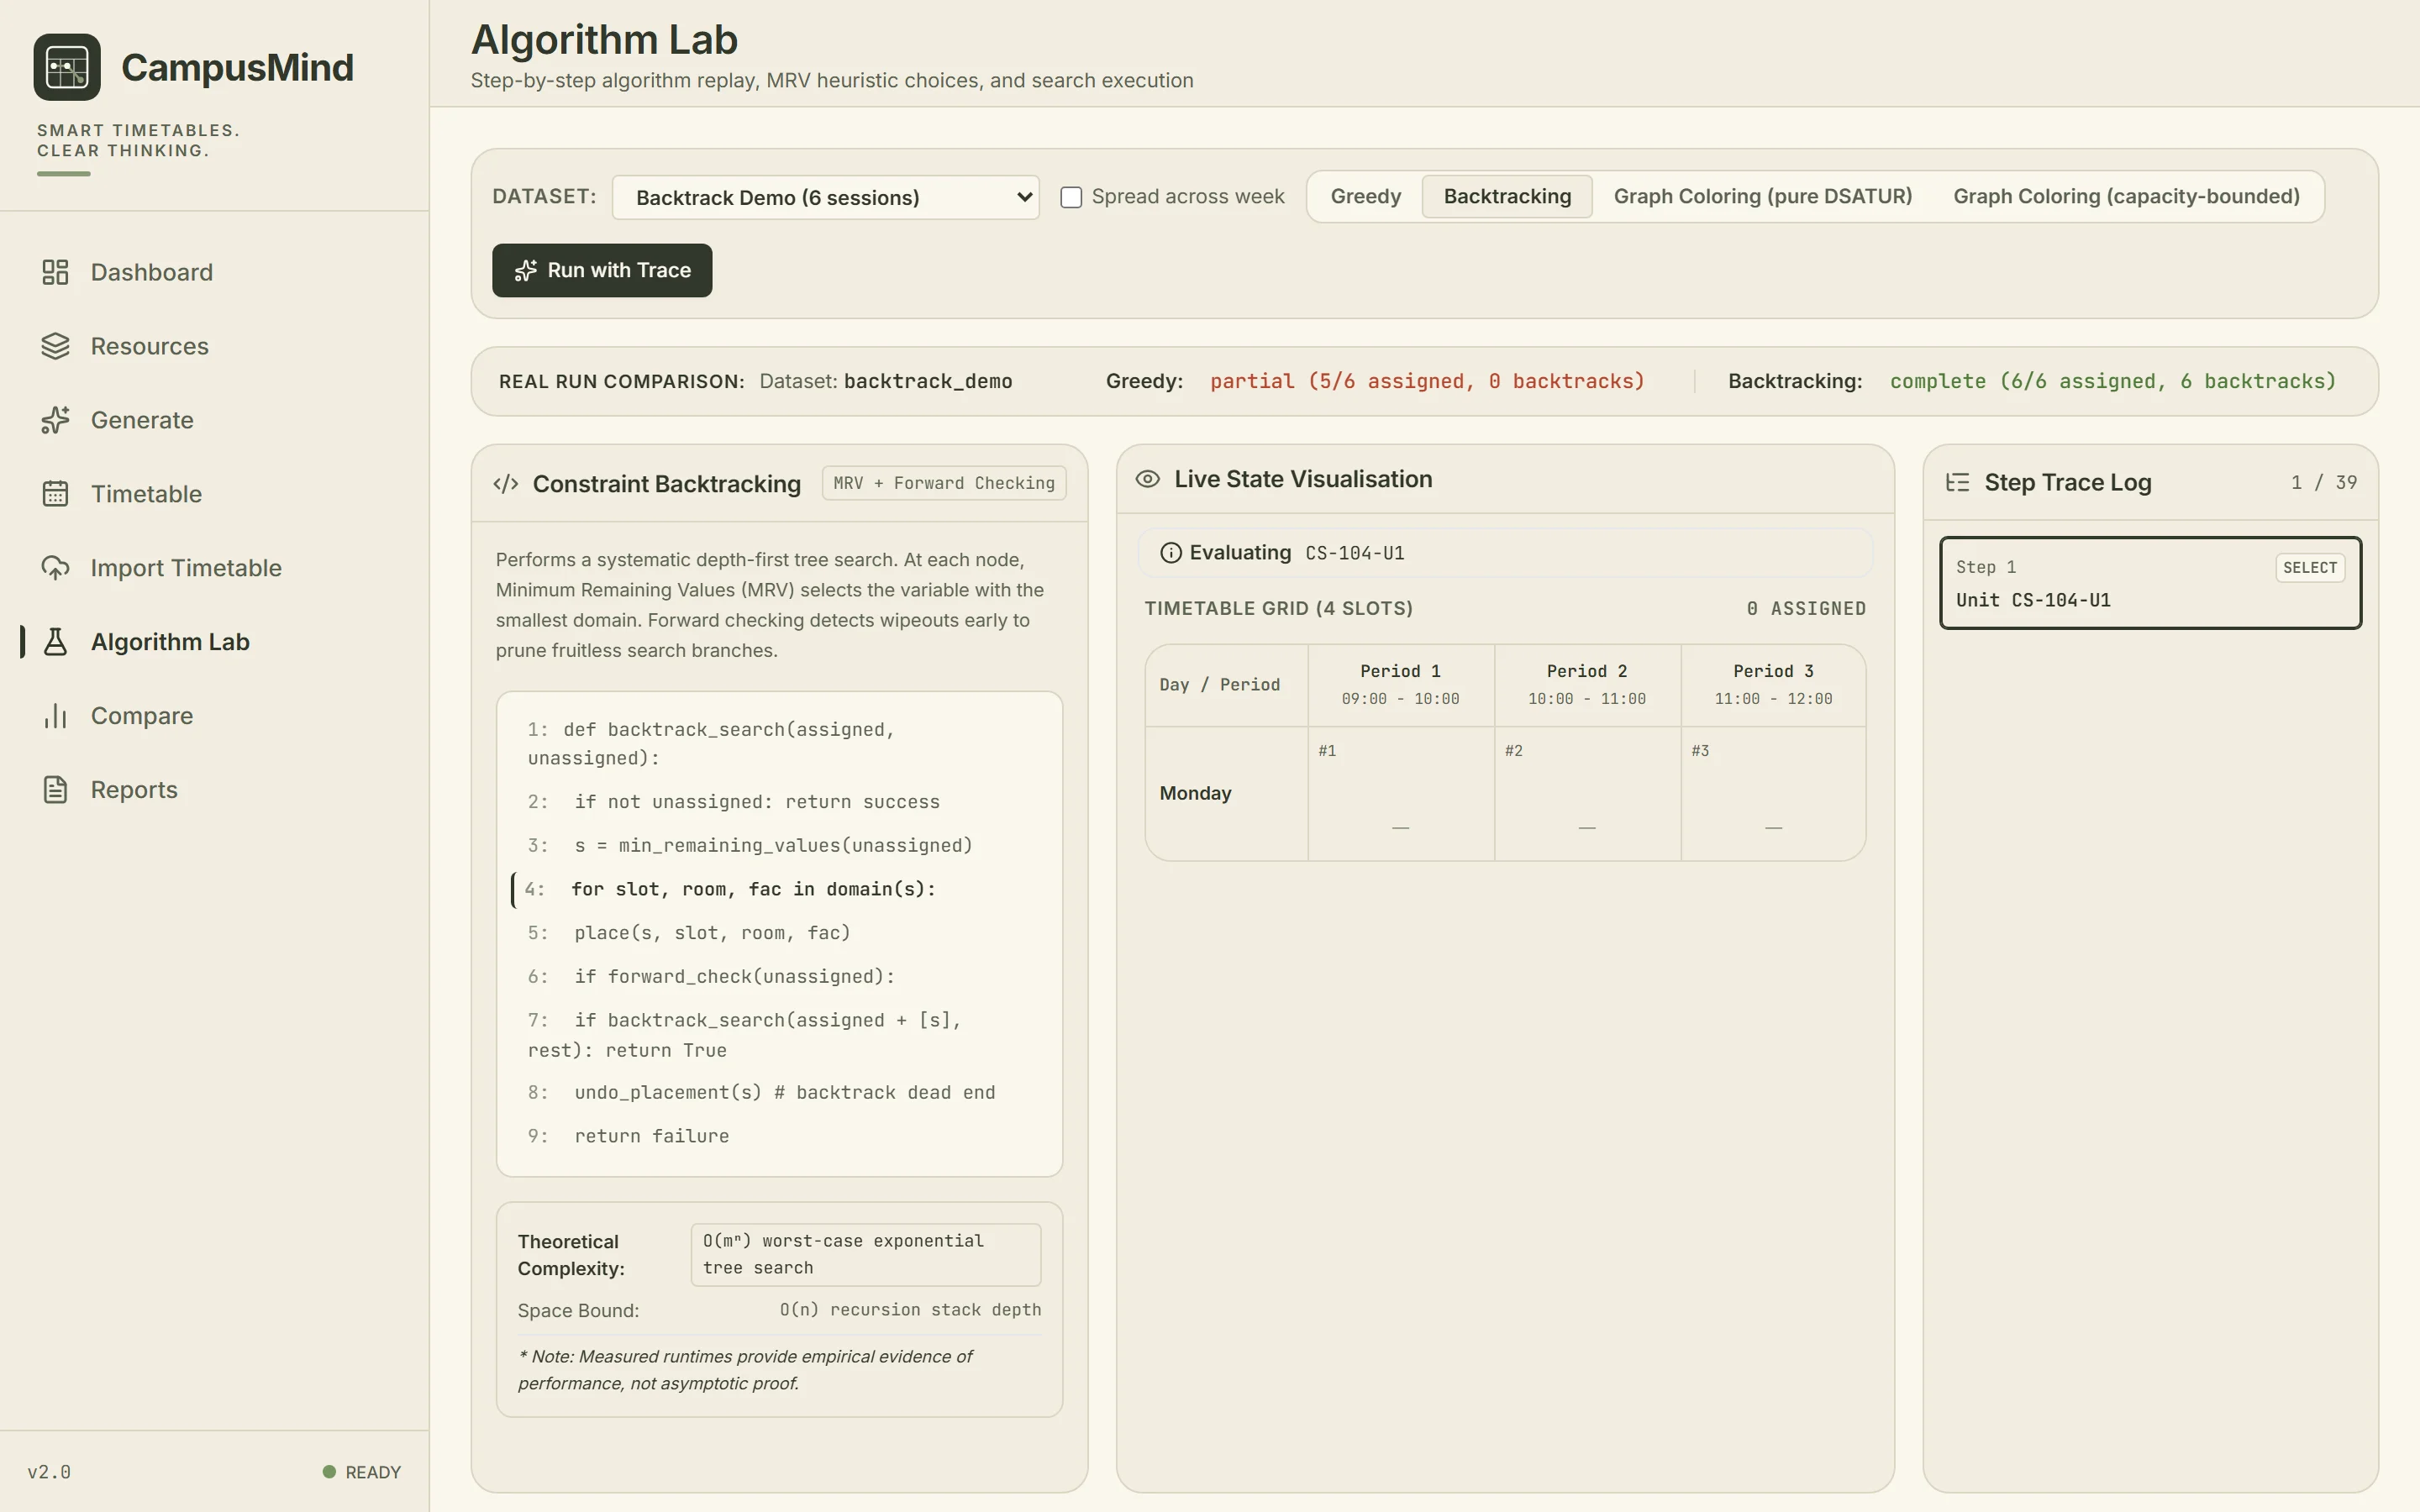 CampusMind
SMART TIMETABLES.
CLEAR THINKING.
Dashboard
Resources
Generate
Timetable
Import Timetable
Algorithm Lab
Compare
Reports
v2.0
READY
Algorithm Lab
Step-by-step algorithm replay, MRV heuristic choices, and search execution
DATASET: Backtrack Demo (6 sessions) Spread across week Greedy Backtracking Graph Coloring (pure DSATUR) Graph Coloring (capacity-bounded)
Run with Trace
REAL RUN COMPARISON: Dataset: backtrack_demo Greedy: partial (5/6 assigned, 0 backtracks) Backtracking: complete (6/6 assigned, 6 backtracks)
Constraint Backtracking MRV + Forward Checking
Performs a systematic depth-first tree search. At each node,
Minimum Remaining Values (MRV) selects the variable with the
smallest domain. Forward checking detects wipeouts early to
prune fruitless search branches.
1: def backtrack_search(assigned,
unassigned):
2: if not unassigned: return success
3: s = min_remaining_values(unassigned)
4: for slot, room, fac in domain(s):
5: place(s, slot, room, fac)
6: if forward_check(unassigned):
7: if backtrack_search(assigned + [s],
rest): return True
8: undo_placement(s) # backtrack dead end
9: return failure
Theoretical
Complexity:
O(mⁿ) worst-case exponential
tree search
Space Bound: O(n) recursion stack depth
* Note: Measured runtimes provide empirical evidence of
performance, not asymptotic proof.
Live State Visualisation
Evaluating CS-104-U1
TIMETABLE GRID (4 SLOTS) 0 ASSIGNED
Day / Period
Period 1
09:00 - 10:00
Period 2
10:00 - 11:00
Period 3
11:00 - 12:00
Monday
#1
—
#2
—
#3
—
Step Trace Log 1 / 39
Step 1 SELECT
Unit CS-104-U1